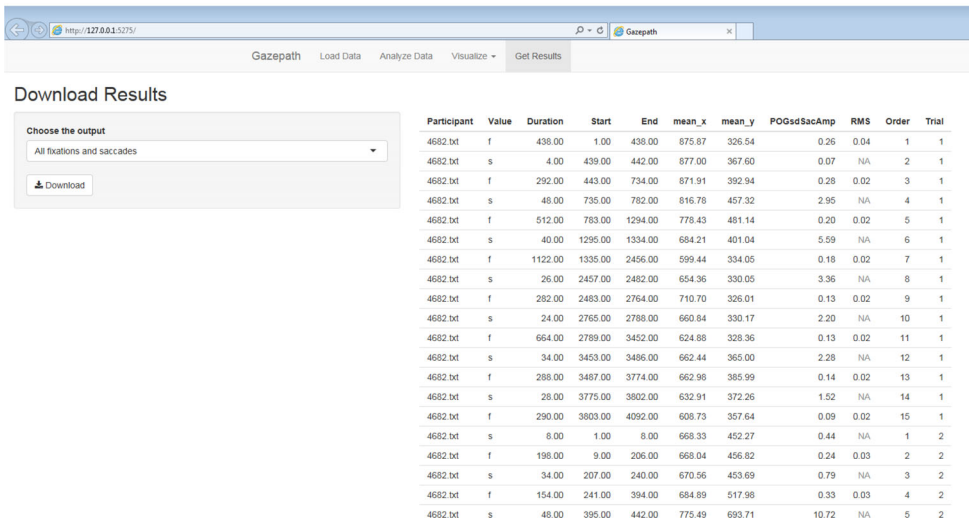 http://127.0.0.1:5275/ Gazepath
Gazepath Load Data Analyze Data Visualize Get Results
Download Results
Choose the output
All fixations and saccades
Download
Participant Value Duration Start End mean_x mean_y POGsdSacAmp RMS Order Trial
4682.txt f 438.00 1.00 438.00 875.87 326.54 0.26 0.04 1 1
4682.txt s 4.00 439.00 442.00 877.00 367.60 0.07 NA 2 1
4682.txt f 292.00 443.00 734.00 871.91 392.94 0.28 0.02 3 1
4682.txt s 48.00 735.00 782.00 816.78 457.32 2.95 NA 4 1
4682.txt f 512.00 783.00 1294.00 778.43 481.14 0.20 0.02 5 1
4682.txt s 40.00 1295.00 1334.00 684.21 401.04 5.59 NA 6 1
4682.txt f 1122.00 1335.00 2456.00 599.44 334.05 0.18 0.02 7 1
4682.txt s 26.00 2457.00 2482.00 654.36 330.05 3.36 NA 8 1
4682.txt f 282.00 2483.00 2764.00 710.70 326.01 0.13 0.02 9 1
4682.txt s 24.00 2765.00 2788.00 660.84 330.17 2.20 NA 10 1
4682.txt f 664.00 2789.00 3452.00 624.88 328.36 0.13 0.02 11 1
4682.txt s 34.00 3453.00 3486.00 662.44 365.00 2.28 NA 12 1
4682.txt f 288.00 3487.00 3774.00 662.98 385.99 0.14 0.02 13 1
4682.txt s 28.00 3775.00 3802.00 632.91 372.26 1.52 NA 14 1
4682.txt f 290.00 3803.00 4092.00 608.73 357.64 0.09 0.02 15 1
4682.txt s 8.00 1.00 8.00 668.33 452.27 0.44 NA 1 2
4682.txt f 198.00 9.00 206.00 668.04 456.82 0.24 0.03 2 2
4682.txt s 34.00 207.00 240.00 670.56 453.69 0.79 NA 3 2
4682.txt f 154.00 241.00 394.00 684.89 517.98 0.33 0.03 4 2
4682.txt s 48.00 395.00 442.00 775.49 693.71 10.72 NA 5 2